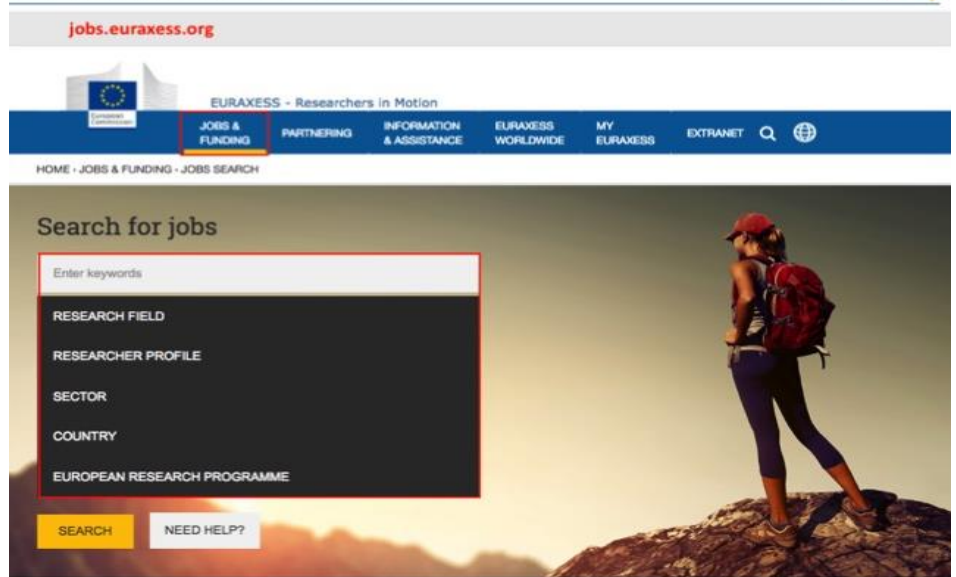 jobs.euraxess.org
European
Commission
EURAXESS - Researchers in Motion
JOBS &
FUNDING
PARTNERING
INFORMATION
& ASSISTANCE
EURAXESS
WORLDWIDE
MY
EURAXESS
EXTRANET
HOME › JOBS & FUNDING › JOBS SEARCH
Search for jobs
Enter keywords
RESEARCH FIELD
RESEARCHER PROFILE
SECTOR
COUNTRY
EUROPEAN RESEARCH PROGRAMME
SEARCH
NEED HELP?